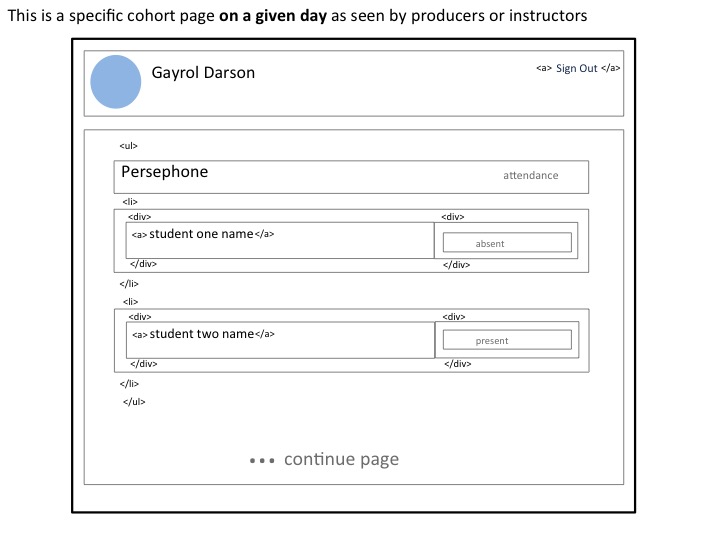 This is a specific cohort page on a given day as seen by producers or instructors
Gayrol Darson
<a> Sign Out </a>
<ul>
Persephone
attendance
<li>
<div>
<div>
<a> student one name</a>
absent
</div>
</div>
</li>
<li>
<div>
<div>
<a> student two name</a>
present
</div>
</div>
</li>
</ul>
••• continue page